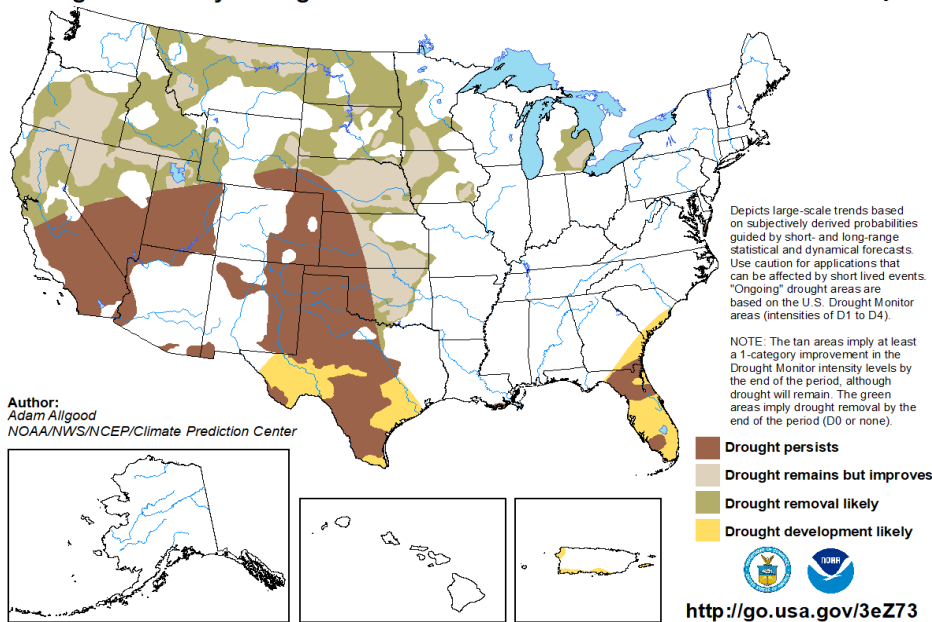 Depicts large-scale trends based
on subjectively derived probabilities
guided by short- and long-range
statistical and dynamical forecasts.
Use caution for applications that
can be affected by short lived events.
"Ongoing" drought areas are
based on the U.S. Drought Monitor
areas (intensities of D1 to D4).
NOTE: The tan areas imply at least
a 1-category improvement in the
Drought Monitor intensity levels by
the end of the period, although
drought will remain. The green
areas imply drought removal by the
end of the period (D0 or none).
Author:
Adam Allgood
NOAA/NWS/NCEP/Climate Prediction Center
Drought persists
Drought remains but improves
Drought removal likely
Drought development likely
NOAA
http://go.usa.gov/3eZ73